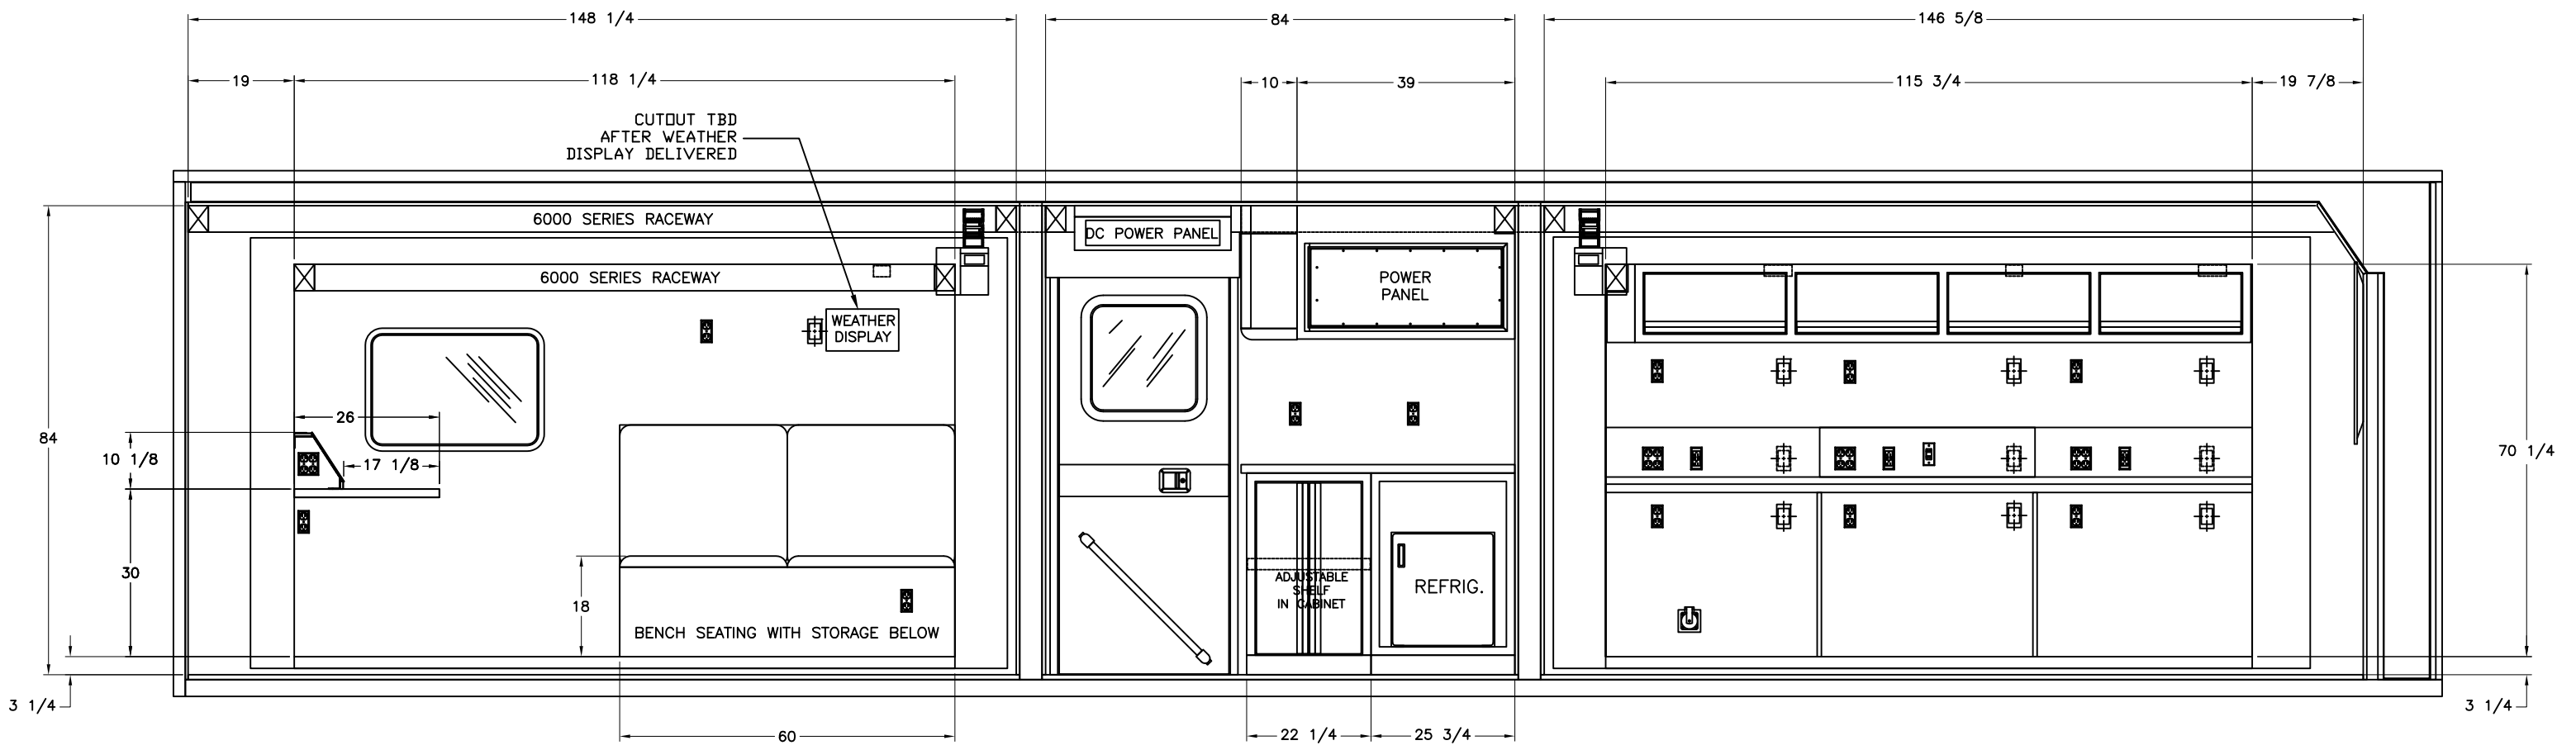 148 1/4
84
146 5/8
19
118 1/4
10
39
115 3/4
19 7/8
CUTOUT TBD
AFTER WEATHER
DISPLAY DELIVERED
6000 SERIES RACEWAY
DC POWER PANEL
6000 SERIES RACEWAY
POWER
PANEL
WEATHER
DISPLAY
26
84
10 1/8
17 1/8
70 1/4
30
18
ADJUSTABLE
SHELF
IN CABINET
REFRIG.
BENCH SEATING WITH STORAGE BELOW
3 1/4
3 1/4
60
22 1/4
25 3/4